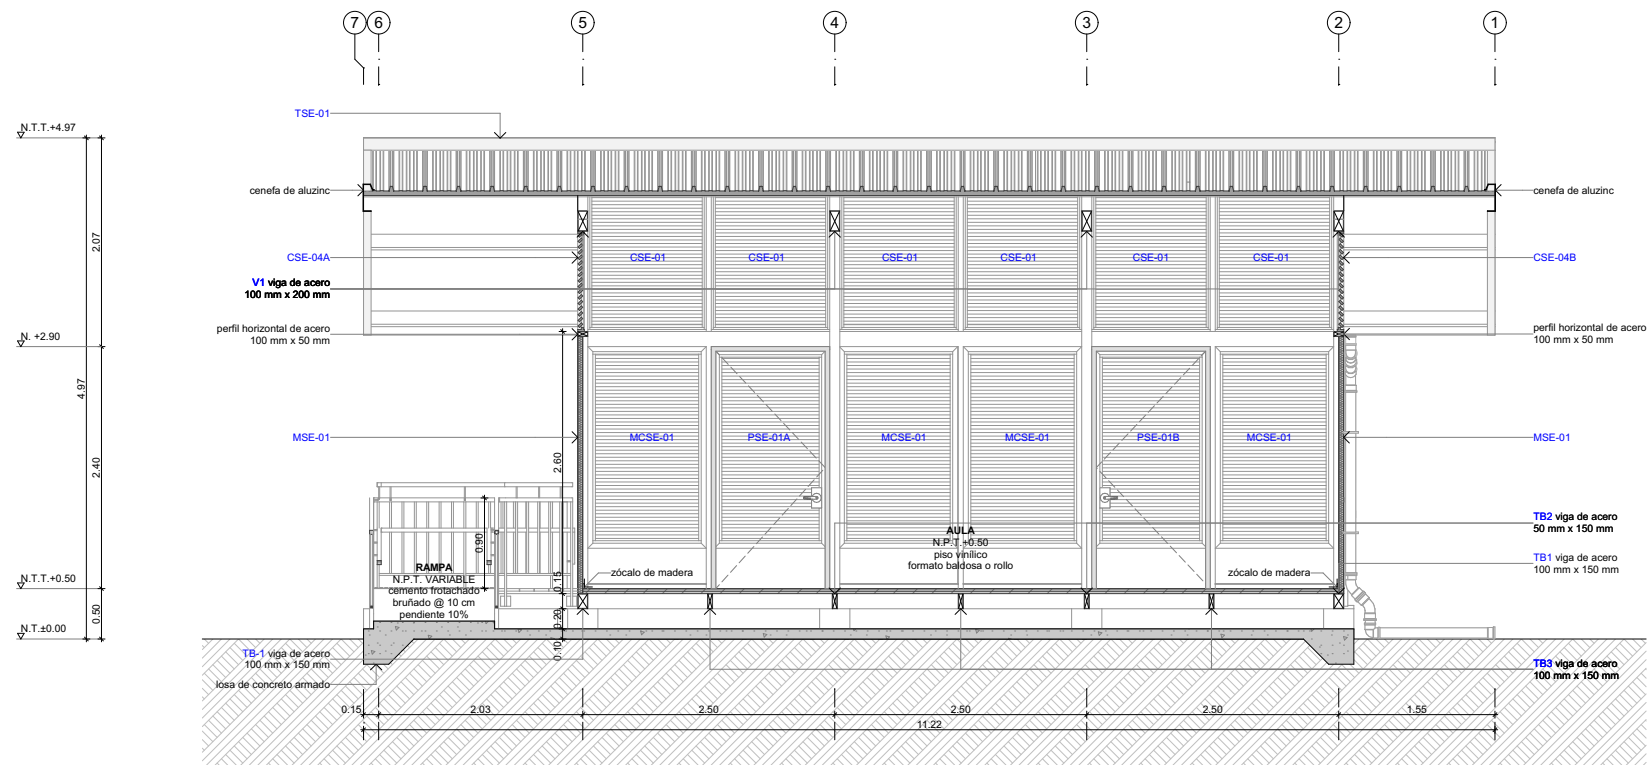 7 6 5 4 3 2 1
TSE-01
N.T.T.+4.97
cenefa de aluzinc
cenefa de aluzinc
2.07
CSE-04A
CSE-01 CSE-01 CSE-01 CSE-01 CSE-01 CSE-01
CSE-04B
V1 viga de acero
100 mm x 200 mm
perfil horizontal de acero
100 mm x 50 mm
perfil horizontal de acero
100 mm x 50 mm
N. +2.90
4.97
2.40
MSE-01
MCSE-01 PSE-01A MCSE-01 MCSE-01 PSE-01B MCSE-01
MSE-01
2.60
0.90
AULA
N.P.T.+0.50
piso vinílico
formato baldosa o rollo
TB2 viga de acero
50 mm x 150 mm
TB1 viga de acero
100 mm x 150 mm
RAMPA
N.P.T. VARIABLE
cemento frotachado
bruñado @ 10 cm
pendiente 10%
zócalo de madera
zócalo de madera
N.T.T.+0.50
0.50
0.15
0.20
0.10
N.T.±0.00
TB-1 viga de acero
100 mm x 150 mm
losa de concreto armado
TB3 viga de acero
100 mm x 150 mm
0.15 2.03 2.50 2.50 2.50 1.55
11.22